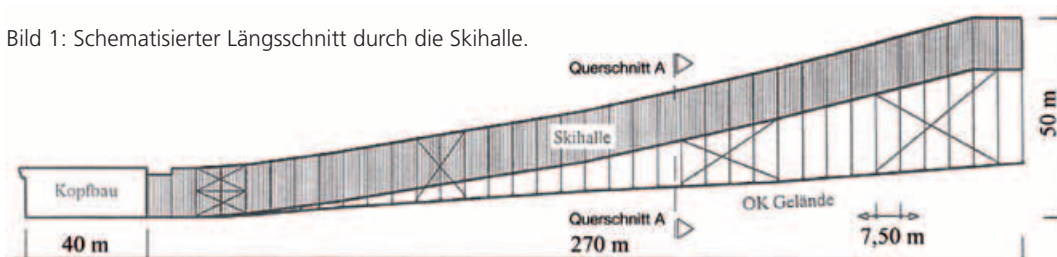 Bild 1: Schematisierter Längsschnitt durch die Skihalle.
Querschnitt A
Skihalle
Kopfbau
50 m
OK Gelände
Querschnitt A
40 m
270 m
7,50 m